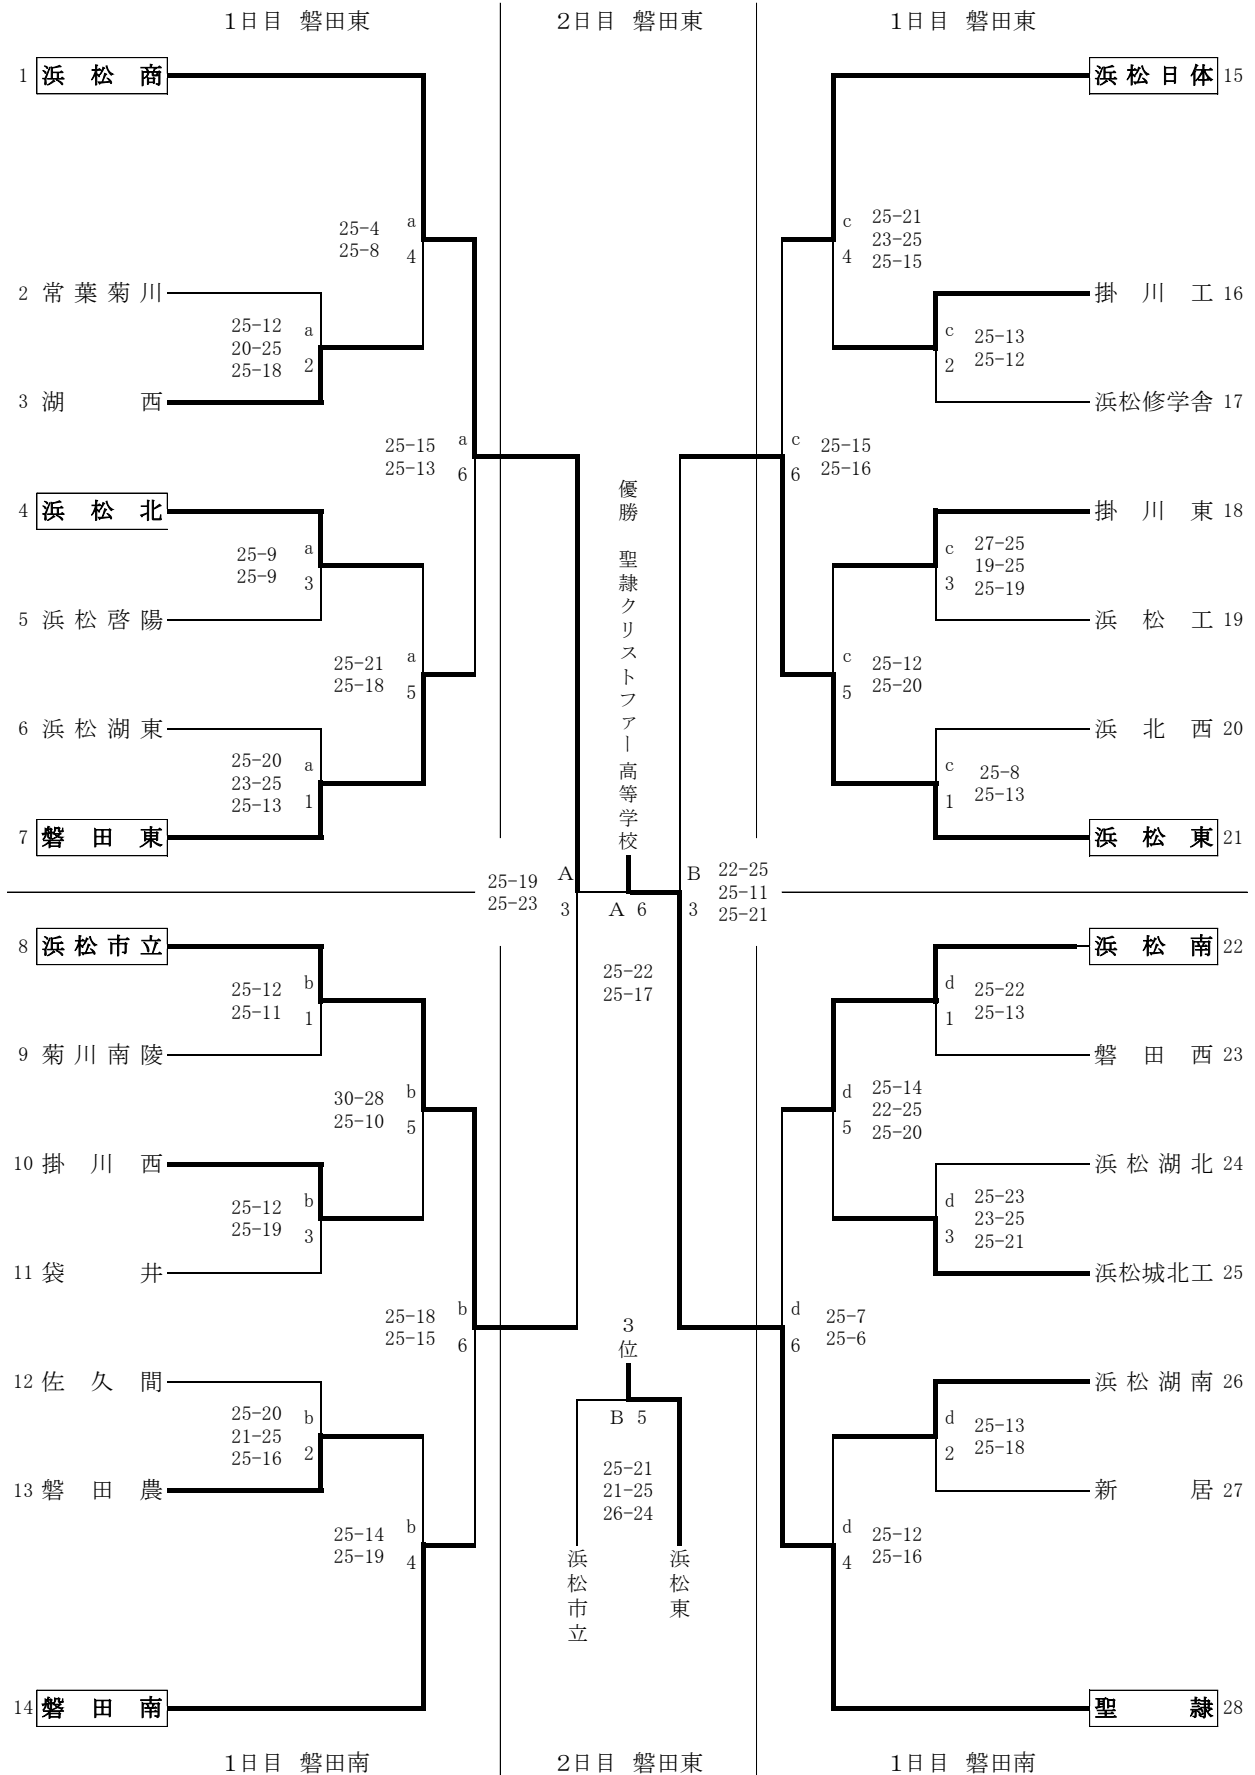 1日目 磐田東
2日目 磐田東
1日目 磐田東
1 浜松商
25-4
25-8
a
4
2 常葉菊川
25-12
20-25
25-18
a
2
3 湖西
25-15
25-13
a
6
4 浜松北
25-9
25-9
a
3
5 浜松啓陽
25-21
25-18
a
5
6 浜松湖東
25-20
23-25
25-13
a
1
7 磐田東
8 浜松市立
25-12
25-11
b
1
9 菊川南陵
30-28
25-10
b
5
10 掛川西
25-12
25-19
b
3
11 袋井
25-18
25-15
b
6
12 佐久間
25-20
21-25
25-16
b
2
13 磐田農
25-14
25-19
b
4
14 磐田南
優勝 聖隷クリストファー高等学校
25-19
25-23
A
3
A 6
25-22
25-17
B
3
22-25
25-11
25-21
3位
B 5
25-21
21-25
26-24
浜松市立
浜松東
浜松日体 15
c
4
25-21
23-25
25-15
掛川工 16
c
2
25-13
25-12
浜松修学舎 17
c
6
25-15
25-16
掛川東 18
c
3
27-25
19-25
25-19
浜松工 19
c
5
25-12
25-20
浜北西 20
c
1
25-8
25-13
浜松東 21
浜松南 22
d
1
25-22
25-13
磐田西 23
d
5
25-14
22-25
25-20
浜松湖北 24
d
3
25-23
23-25
25-21
浜松城北工 25
d
6
25-7
25-6
浜松湖南 26
d
2
25-13
25-18
新居 27
d
4
25-12
25-16
聖隷 28
1日目 磐田南
2日目 磐田東
1日目 磐田南